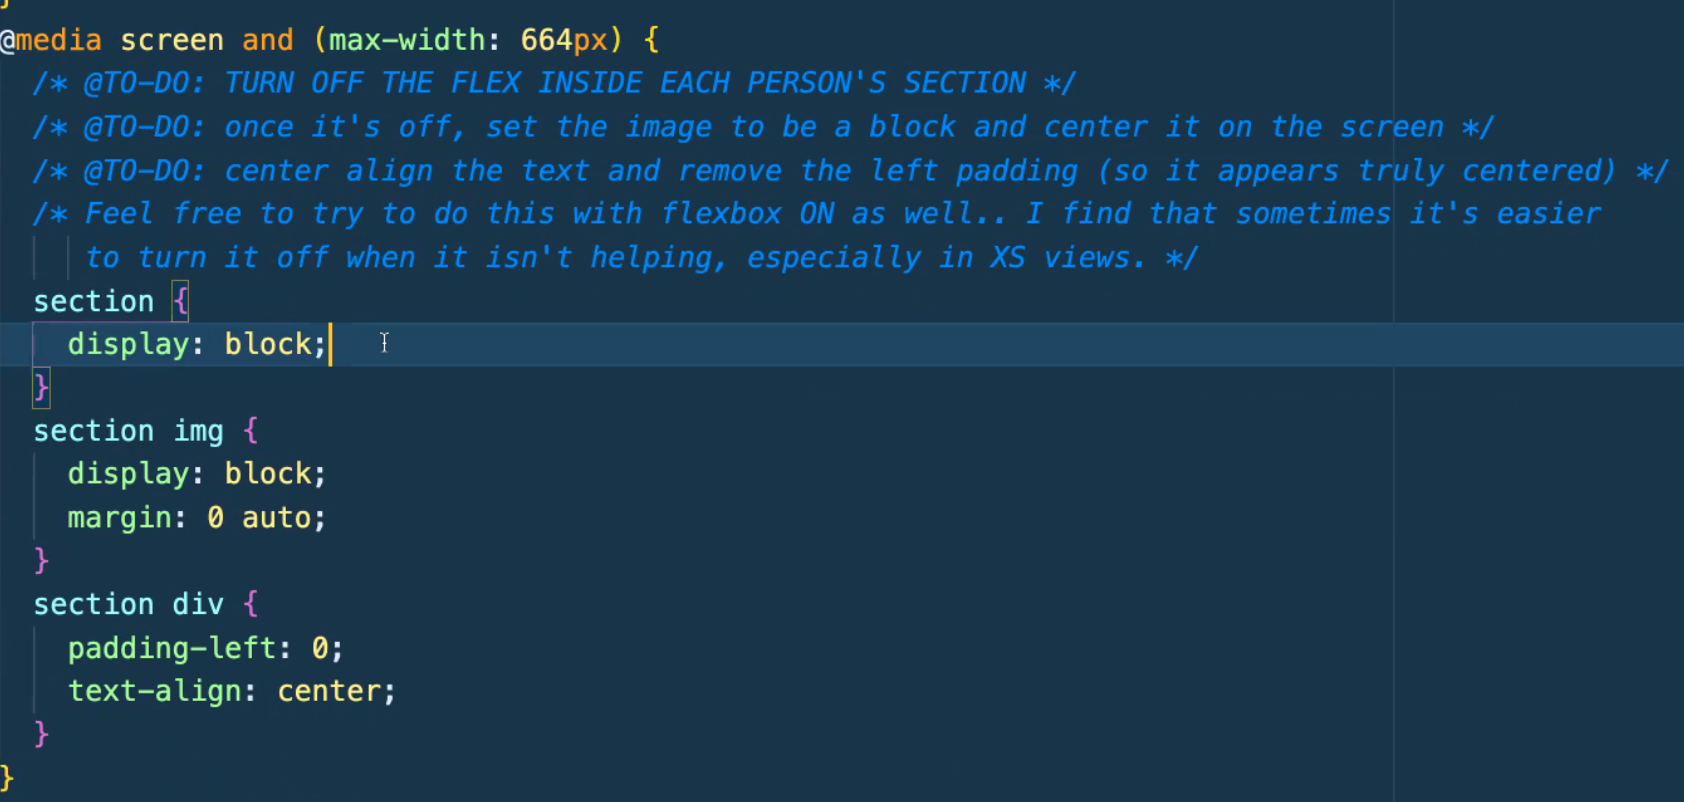 }
@media screen and (max-width: 664px) {
/* @TO-DO: TURN OFF THE FLEX INSIDE EACH PERSON'S SECTION */
/* @TO-DO: once it's off, set the image to be a block and center it on the screen */
/* @TO-DO: center align the text and remove the left padding (so it appears truly centered) */
/* Feel free to try to do this with flexbox ON as well.. I find that sometimes it's easier
to turn it off when it isn't helping, especially in XS views. */
section {
display: block;
}
section img {
display: block;
margin: 0 auto;
}
section div {
padding-left: 0;
text-align: center;
}
}